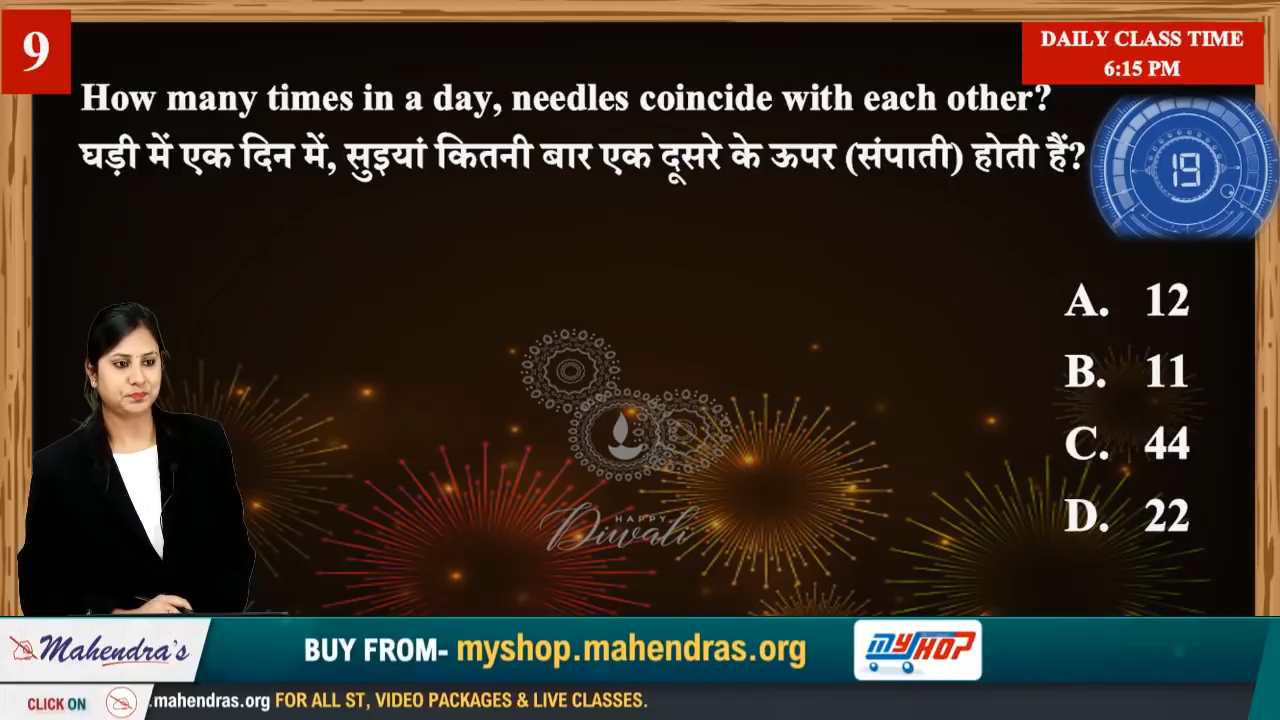 9
DAILY CLASS TIME
6:15 PM
How many times in a day, needles coincide with each other?
घड़ी में एक दिन में, सुइयां कितनी बार एक दूसरे के ऊपर (संपाती) होती हैं?
19
A. 12
B. 11
C. 44
D. 22
HAPPY
Diwali
Mahendra's
BUY FROM- myshop.mahendras.org
MYSHOP
CLICK ON
.mahendras.org FOR ALL ST, VIDEO PACKAGES & LIVE CLASSES.